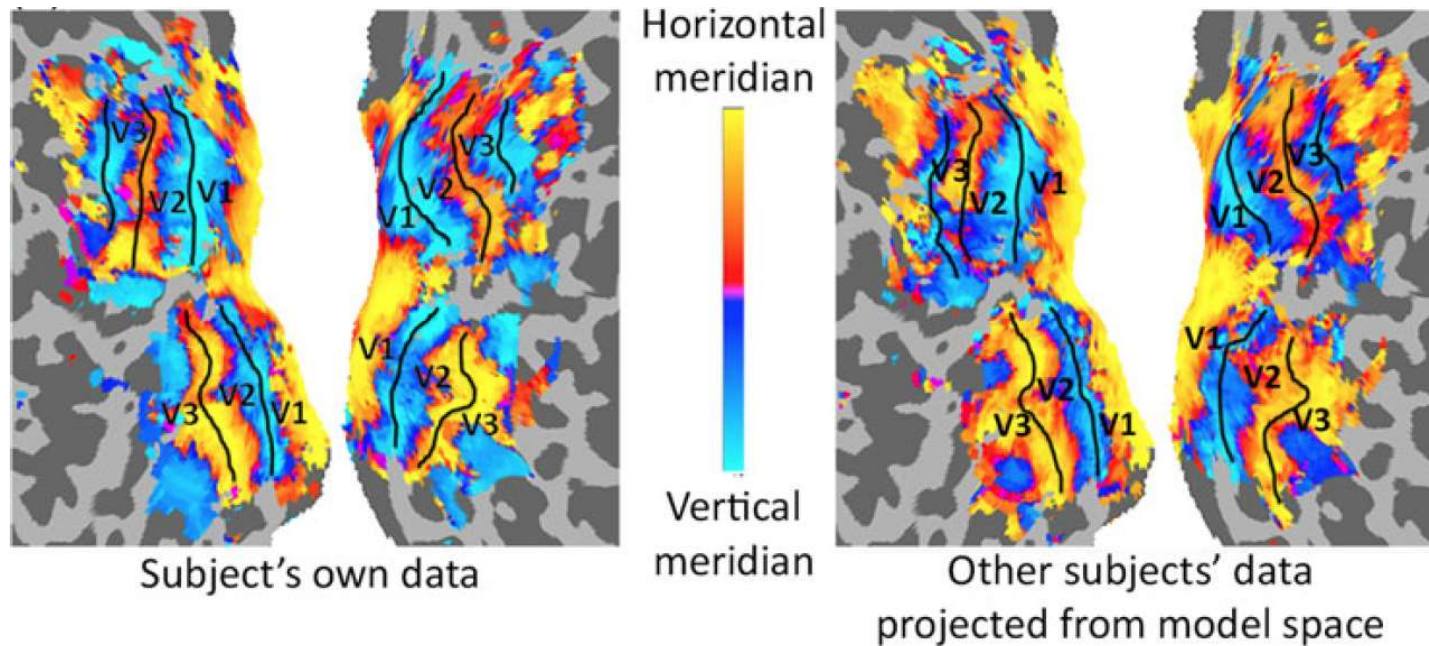 V3
V2
V1
V3
V2
V1
V1
V2
V3
V3
V2
V1
Horizontal
meridian
Vertical
meridian
V3
V2
V1
V3
V2
V1
V1
V2
V3
V3
V2
V1
Subject's own data
Other subjects' data
projected from model space